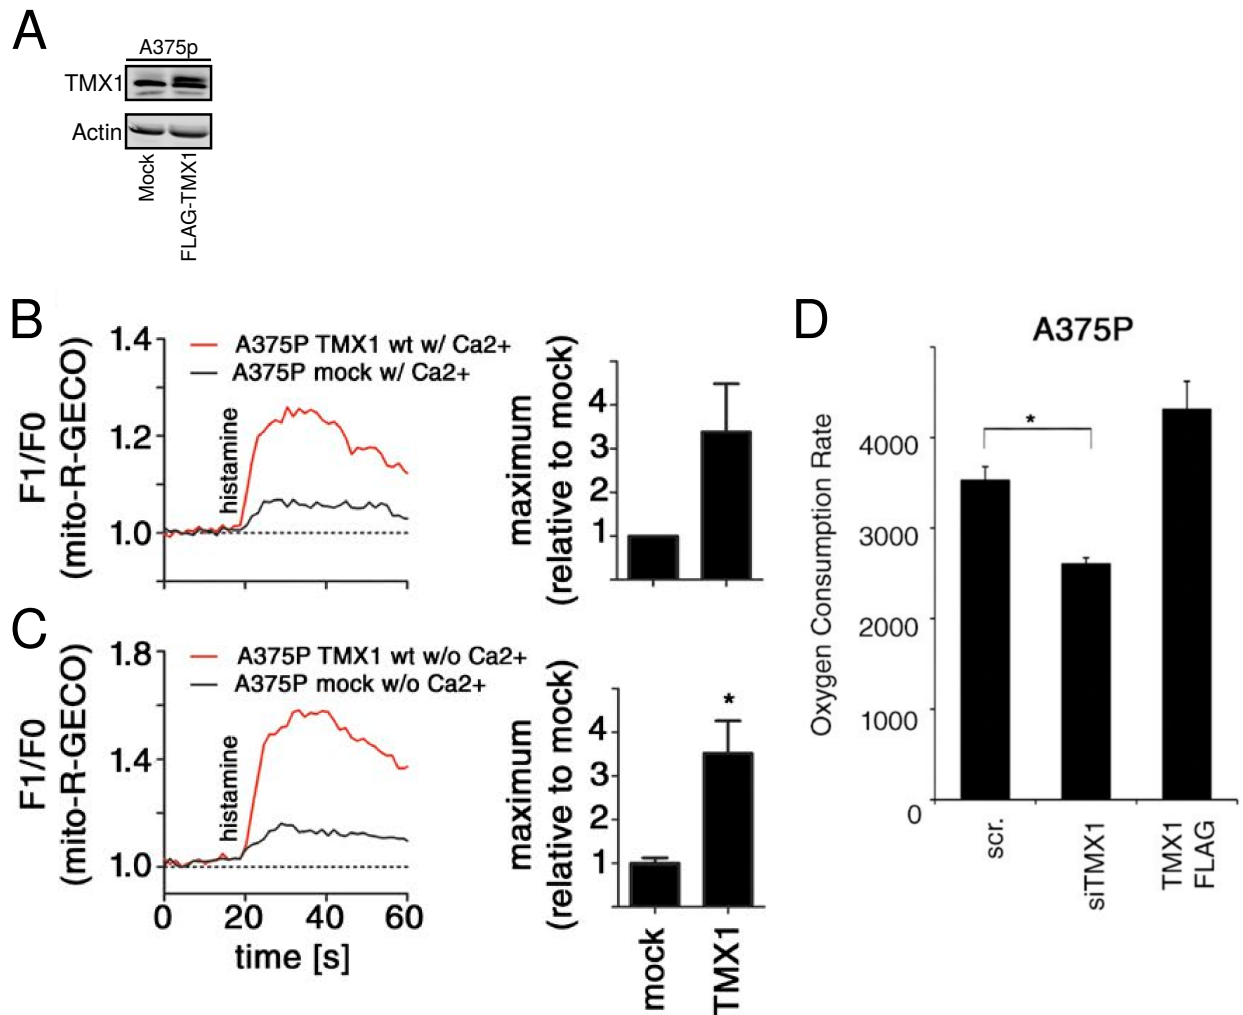 A
A375p
TMX1
Actin
Mock
FLAG-TMX1
B
F1/F0
(mito-R-GECO)
1.4
1.2
1.0
A375P TMX1 wt w/ Ca2+
A375P mock w/ Ca2+
histamine
maximum
(relative to mock)
4
3
2
1
C
F1/F0
(mito-R-GECO)
1.8
1.4
1.0
A375P TMX1 wt w/o Ca2+
A375P mock w/o Ca2+
histamine
0 20 40 60
time [s]
maximum
(relative to mock)
4
3
2
1
*
mock
TMX1
D
A375P
Oxygen Consumption Rate
4000
3000
2000
1000
0
*
scr.
siTMX1
TMX1
FLAG